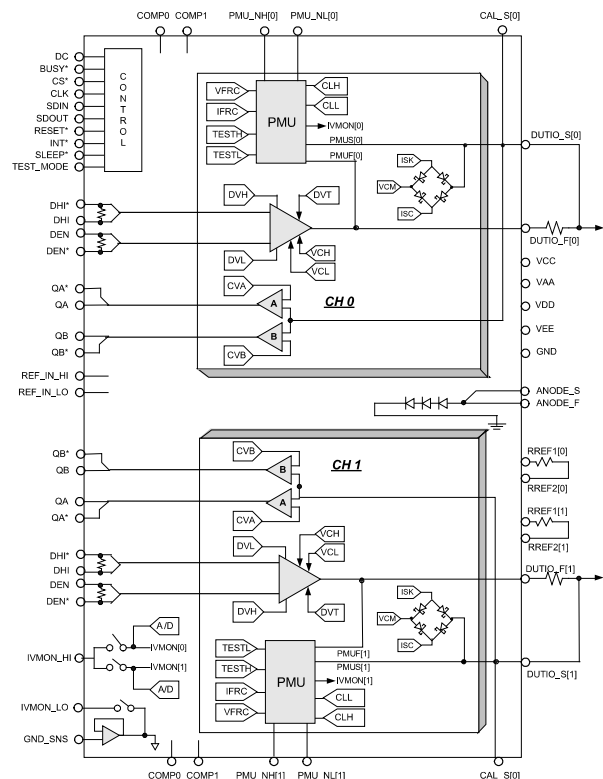 COMP0 COMP1 PMU_NH[0] PMU_NL[0] CAL_S[0]
DC
BUSY*
CS*
CLK
SDIN
SDOUT
RESET*
INT*
SLEEP*
TEST_MODE
CONTROL
VFRC
IFRC
TESTH
TESTL
PMU
CLH
CLL
IVMON[0]
PMUS[0]
PMUF[0]
ISK
VCM
ISC
DUTIO_S[0]
DUTIO_F[0]
DHI*
DHI
DEN
DEN*
DVH
DVT
DVL
VCH
VCL
CVA
A
B
CVB
CH 0
QA*
QA
QB
QB*
REF_IN_HI
REF_IN_LO
VCC
VAA
VDD
VEE
GND
ANODE_S
ANODE_F
QB*
QB
QA
QA*
CVB
B
A
CVA
CH 1
RREF1[0]
RREF2[0]
RREF1[1]
RREF2[1]
DHI*
DHI
DEN
DEN*
DVL
VCH
VCL
DVH
DVT
DUTIO_F[1]
ISK
VCM
ISC
DUTIO_S[1]
TESTL
TESTH
IFRC
VFRC
PMU
PMUF[1]
PMUS[1]
IVMON[1]
CLL
CLH
A/D
IVMON_HI
IVMON[0]
IVMON[1]
A/D
IVMON_LO
GND_SNS
COMP0 COMP1 PMU_NH[1] PMU_NL[1] CAL_S[0]